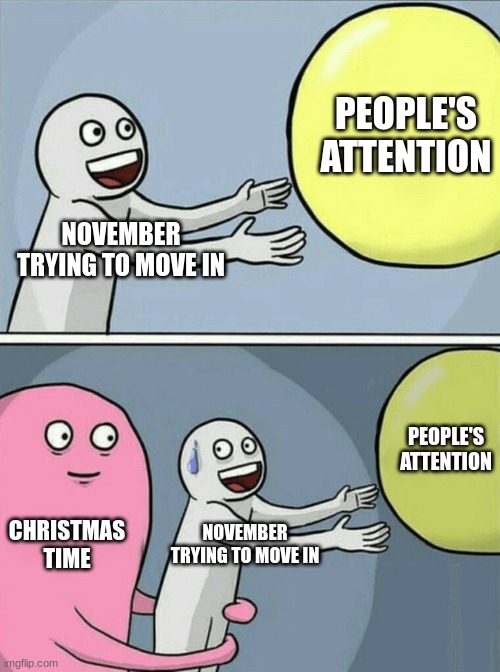 PEOPLE'S
ATTENTION
NOVEMBER
TRYING TO MOVE IN
PEOPLE'S
ATTENTION
CHRISTMAS
TIME
NOVEMBER
TRYING TO MOVE IN
imgflip.com